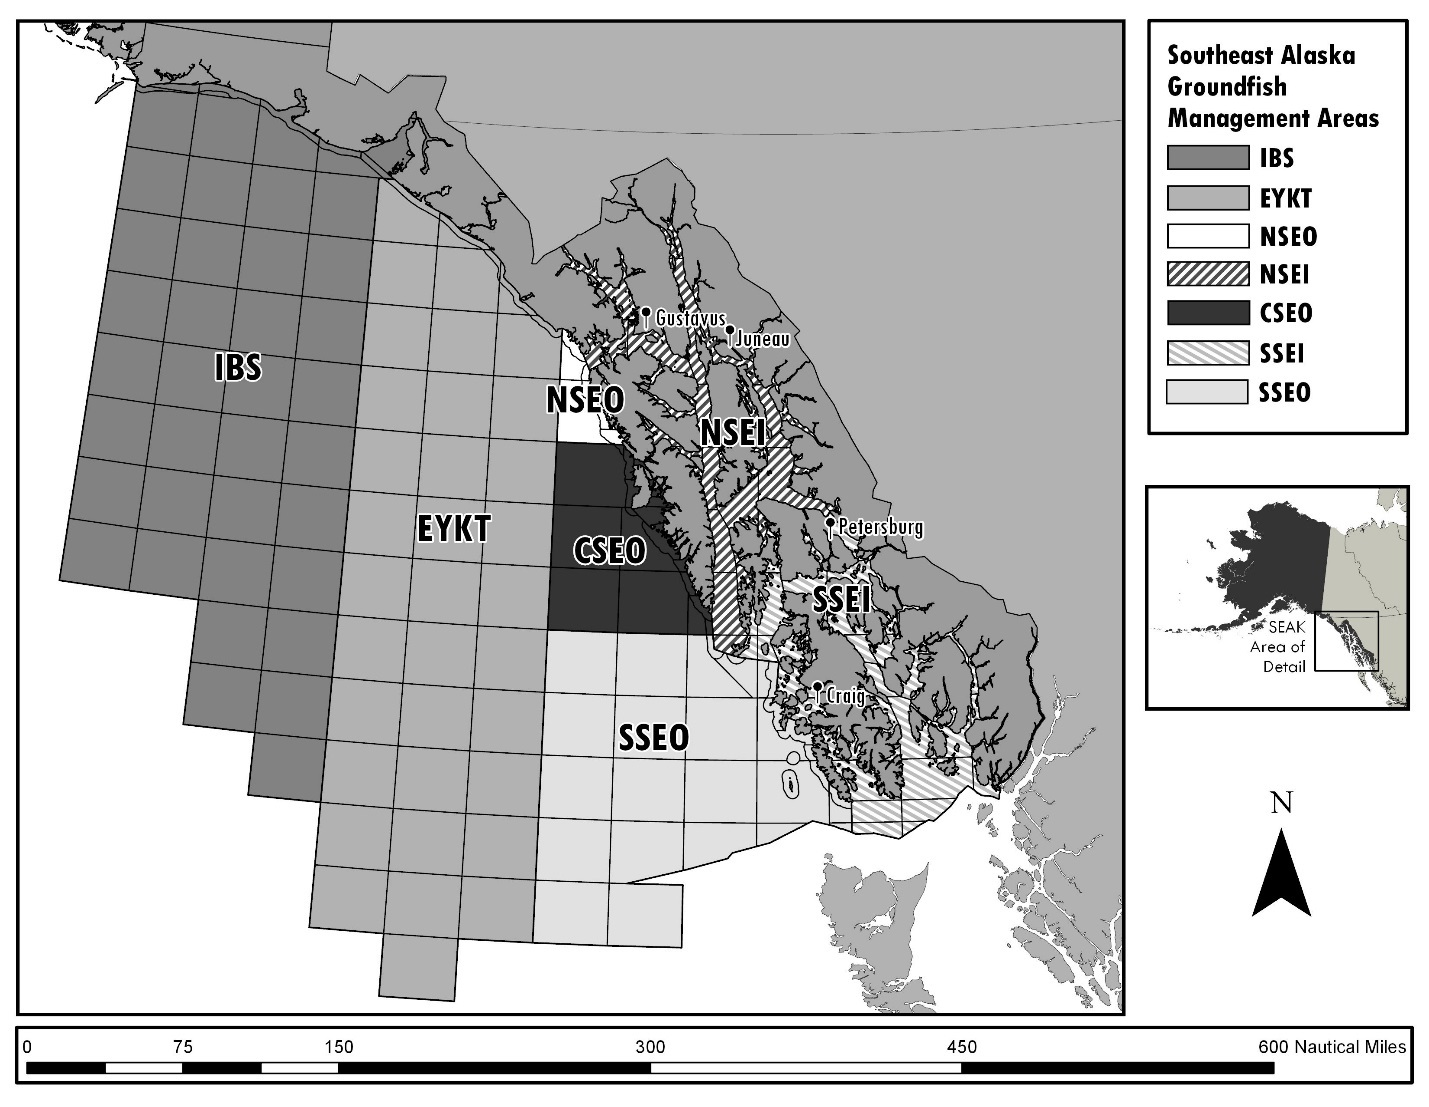 Southeast Alaska
Groundfish
Management Areas
IBS
EYKT
NSEO
NSEI
CSEO
SSEI
SSEO
Gustavus
Juneau
IBS
NSEO
NSEI
EYKT
Petersburg
CSEO
SSEI
Craig
SSEO
SEAK
Area of
Detail
N
0 75 150 300 450 600 Nautical Miles